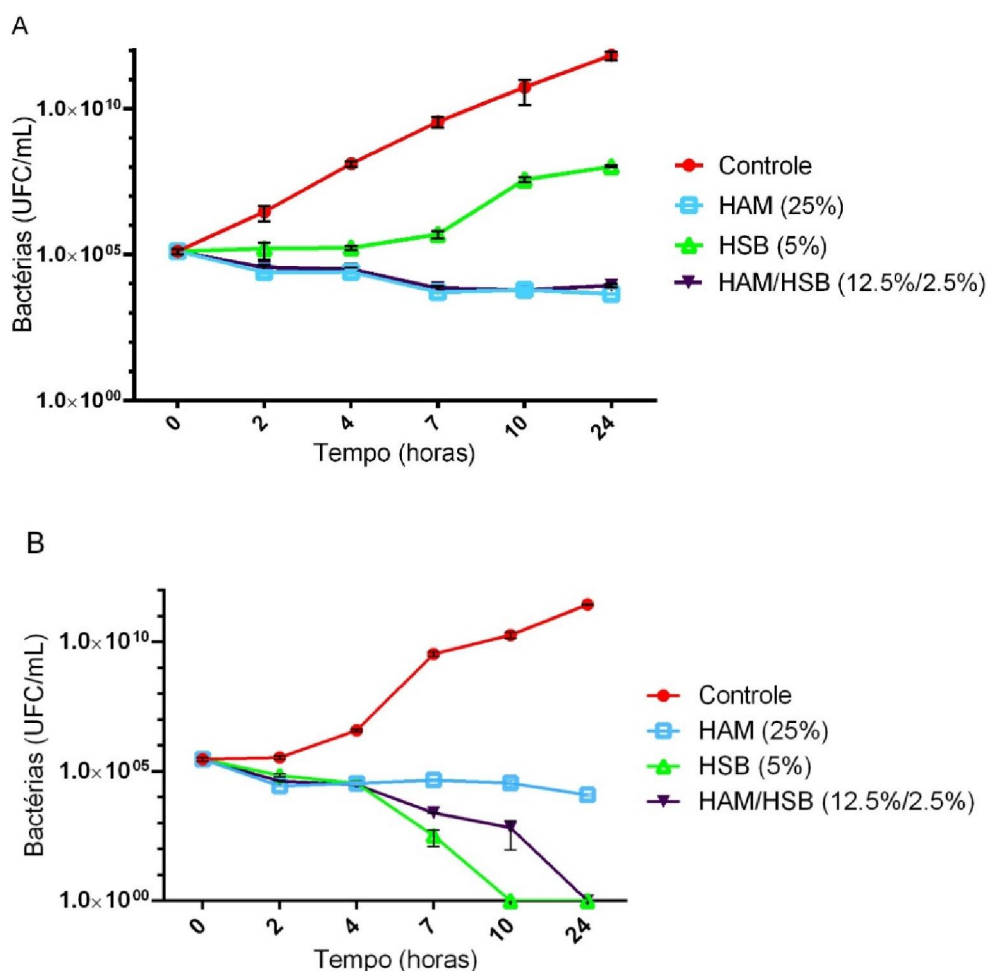 A
Bactérias (UFC/mL)
1.0×10¹⁰
1.0×10⁰⁵
1.0×10⁰⁰
0 2 4 7 10 24
Tempo (horas)
Controle
HAM (25%)
HSB (5%)
HAM/HSB (12.5%/2.5%)
B
Bactérias (UFC/mL)
1.0×10¹⁰
1.0×10⁰⁵
1.0×10⁰⁰
0 2 4 7 10 24
Tempo (horas)
Controle
HAM (25%)
HSB (5%)
HAM/HSB (12.5%/2.5%)